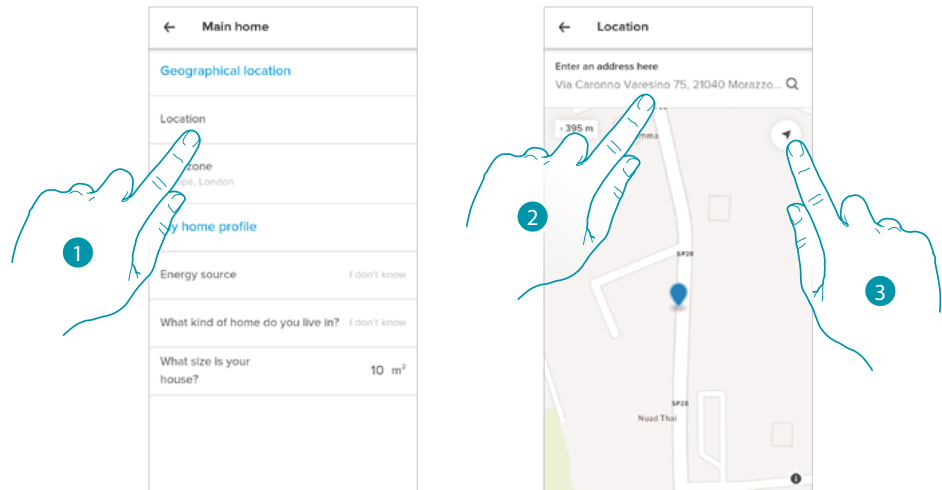 Main home
Geographical location
Location
zone
pe, London
y home profile
Energy source
I don't know
What kind of home do you live in?
I don't know
What size is your
house?
10 m²
1
Location
Enter an address here
Via Caronno Varesino 75, 21040 Morazzo...
< 395 m
mma
SP20
SP20
Nuad Thai
2
3